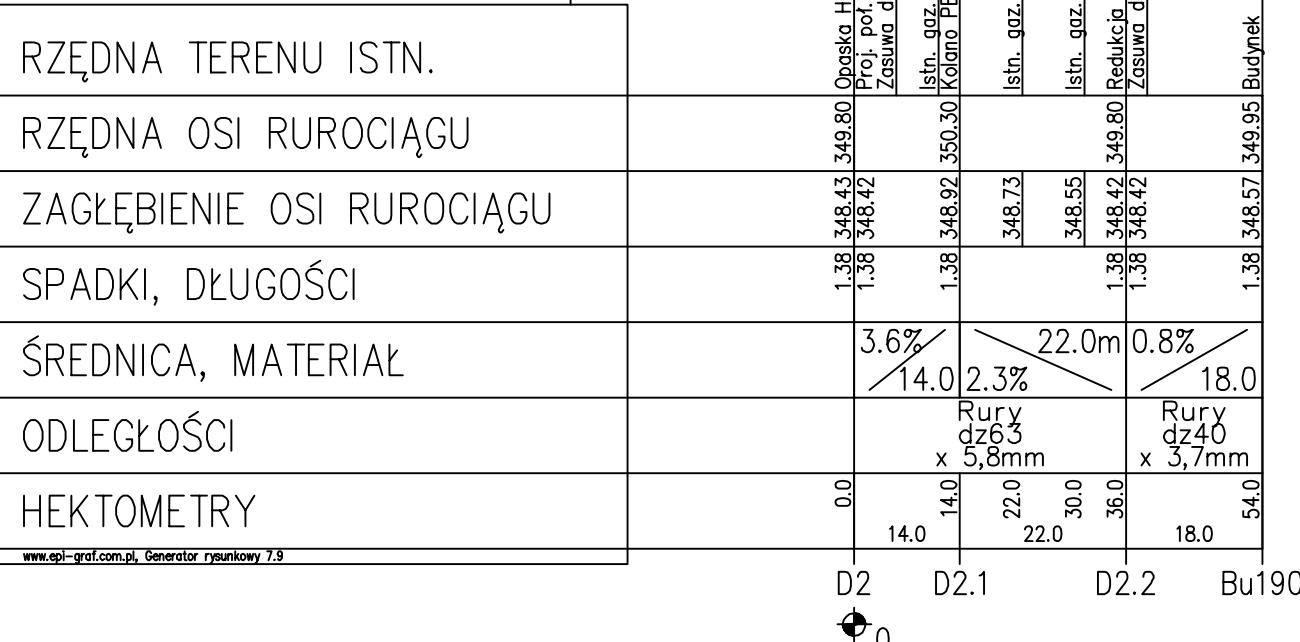 Opaska H
Proj. poł.
Zasuwa d
Istn. gaz.
Kolano PE
Istn. gaz.
Istn. gaz.
Redukcja
Zasuwa d
Budynek
RZĘDNA TERENU ISTN.
RZĘDNA OSI RUROCIĄGU
349.80 350.30 349.80 349.95
ZAGŁĘBIENIE OSI RUROCIĄGU
348.43 348.42 348.92 348.73 348.55 348.42 348.42 348.57
SPADKI, DŁUGOŚCI
1.38 1.38 1.38 1.38 1.38 1.38
ŚREDNICA, MATERIAŁ
3.6% 22.0m 0.8%
14.0 2.3% 18.0
ODLEGŁOŚCI
Rury
dz63
x 5,8mm
Rury
dz40
x 3,7mm
HEKTOMETRY
0.0 14.0 22.0 30.0 36.0 54.0
14.0 22.0 18.0
www.epi-graf.com.pl, Generator rysunkowy 7.9
D2 D2.1 D2.2 Bu190
0